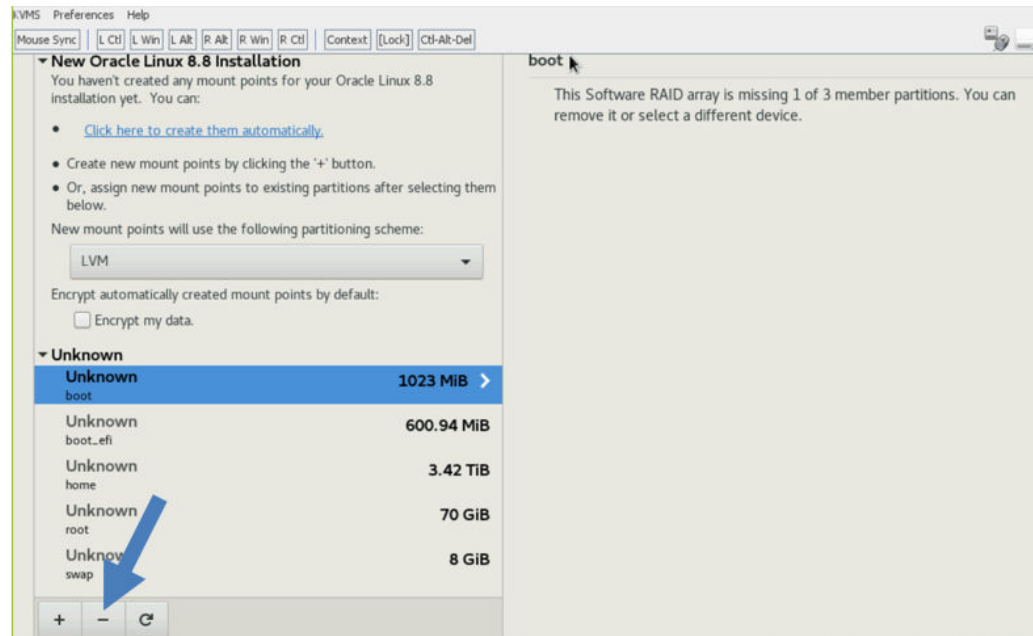 KVMS Preferences Help
Mouse Sync L Ctl L Win L Alt R Alt R Win R Ctl Context [Lock] Ctl-Alt-Del
New Oracle Linux 8.8 Installation
You haven't created any mount points for your Oracle Linux 8.8
installation yet. You can:
• Click here to create them automatically.
• Create new mount points by clicking the '+' button.
• Or, assign new mount points to existing partitions after selecting them
below.
New mount points will use the following partitioning scheme:
LVM
Encrypt automatically created mount points by default:
Encrypt my data.
Unknown
Unknown 1023 MiB
boot
Unknown 600.94 MiB
boot_efi
Unknown 3.42 TiB
home
Unknown 70 GiB
root
Unknow 8 GiB
swap
+ − 
boot
This Software RAID array is missing 1 of 3 member partitions. You can
remove it or select a different device.